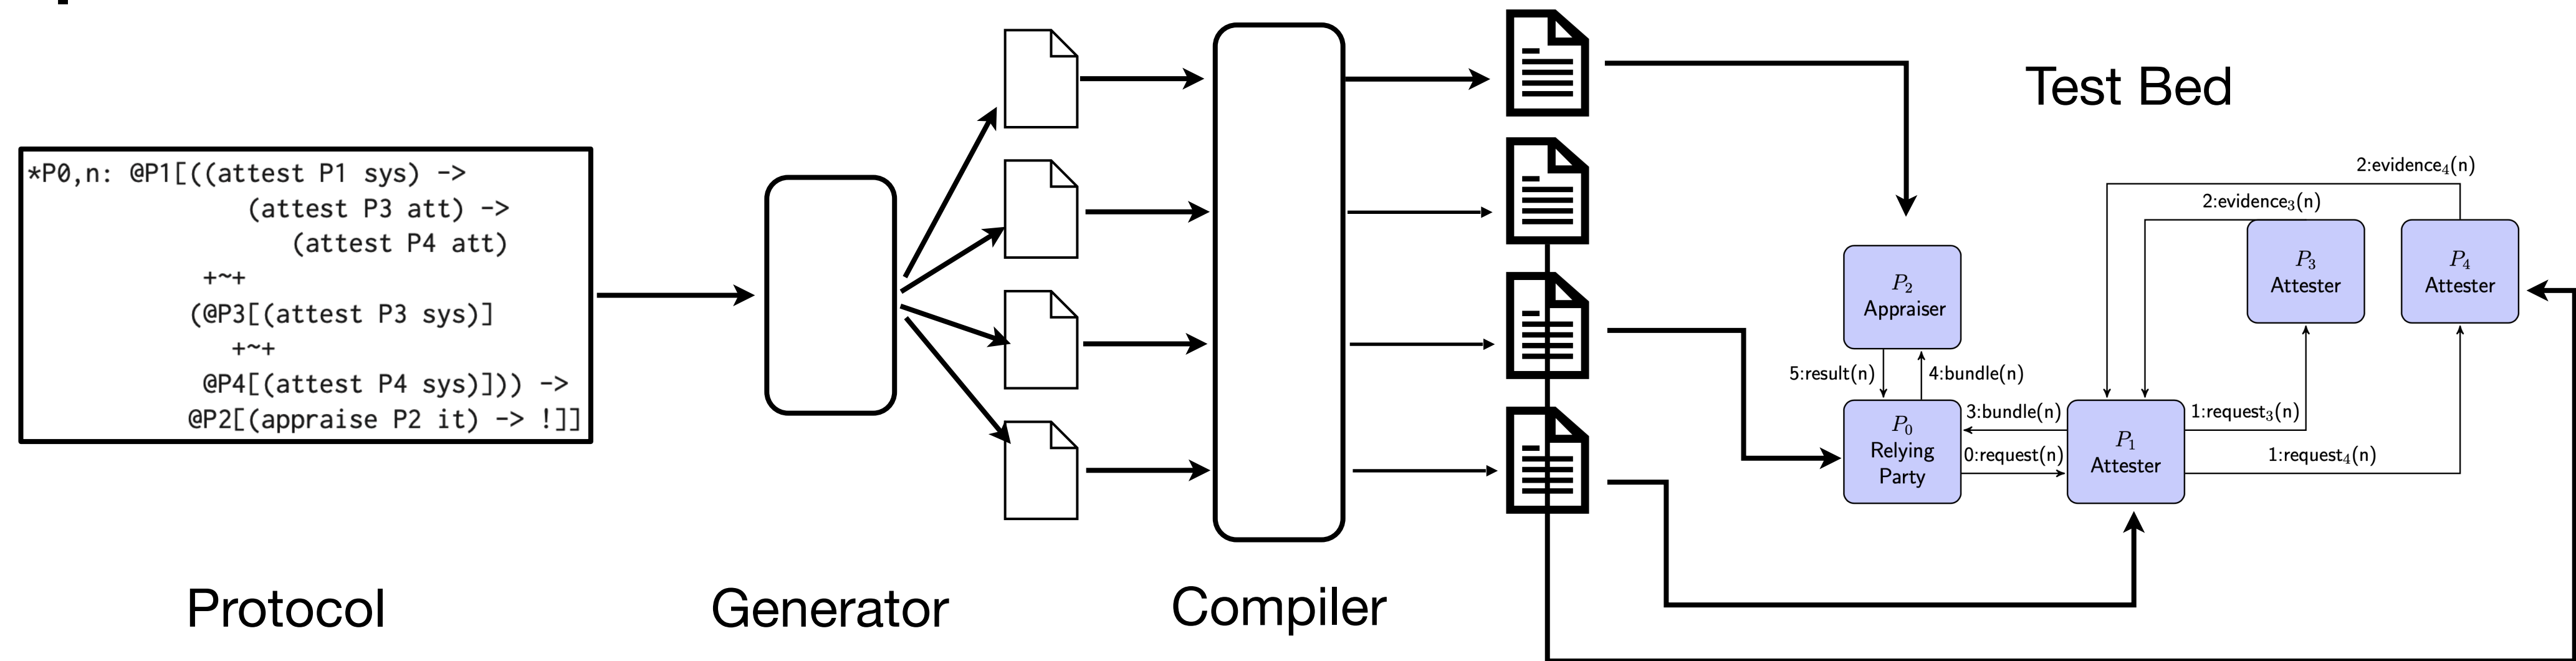 *P0,n: @P1[((attest P1 sys) ->
(attest P3 att) ->
(attest P4 att)
+~+
(@P3[(attest P3 sys)]
+~+
@P4[(attest P4 sys)])) ->
@P2[(appraise P2 it) -> !]]
Protocol
Generator
Compiler
Test Bed
2:evidence₄(n)
2:evidence₃(n)
P₂
Appraiser
P₃
Attester
P₄
Attester
5:result(n)
4:bundle(n)
P₀
Relying
Party
3:bundle(n)
0:request(n)
P₁
Attester
1:request₃(n)
1:request₄(n)